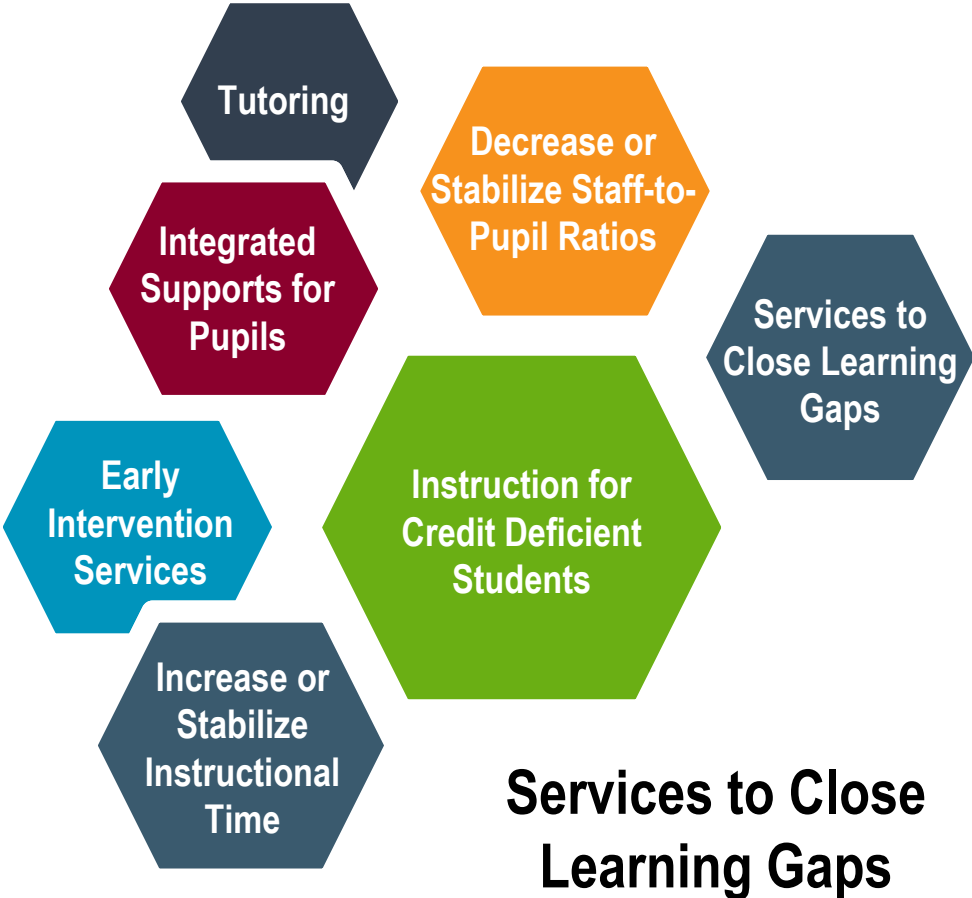 Tutoring
Decrease or
Stabilize Staff-to-
Pupil Ratios
Integrated
Supports for
Pupils
Services to
Close Learning
Gaps
Early
Intervention
Services
Instruction for
Credit Deficient
Students
Increase or
Stabilize
Instructional
Time
Services to Close
Learning Gaps